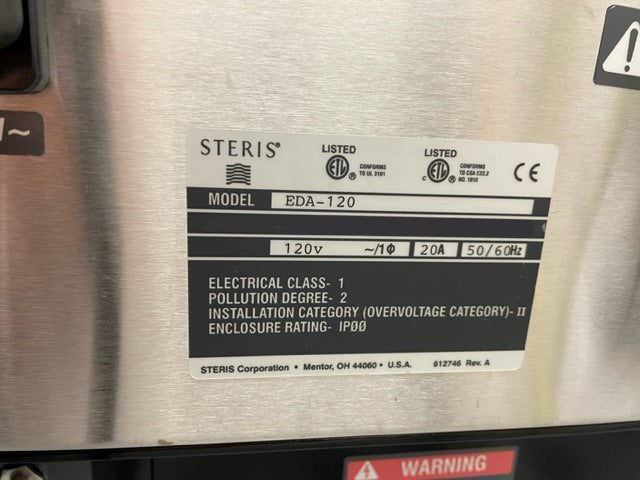 STERIS®
LISTED
ETL ®
CONFORMS
TO UL 3101
LISTED
c ETL ®
CONFORMS
TO CSA C22.2
NO. 1010
CE
MODEL EDA-120
120v ~/1Φ 20A 50/60Hz
ELECTRICAL CLASS- 1
POLLUTION DEGREE- 2
INSTALLATION CATEGORY (OVERVOLTAGE CATEGORY)- II
ENCLOSURE RATING- IPØØ
STERIS Corporation • Mentor, OH 44060 • U.S.A. 612746 Rev. A
WARNING